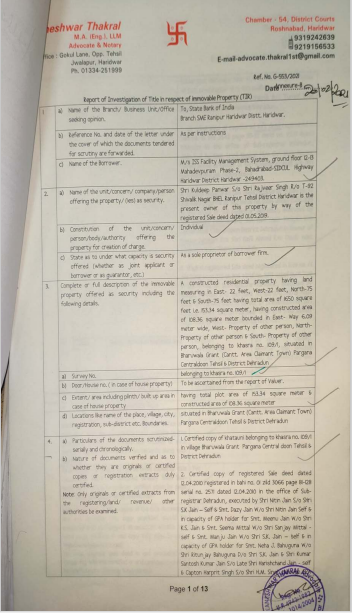 neshwar Thakral
M.A. (Eng.), LLM
Advocate & Notary
Office : Gokul Lane, Opp. Tehsil
Jwalapur, Haridwar
Ph. 01334-251999
Chamber - 54, District Courts
Roshnabad, Haridwar
9319242639
9219156533
E-mail-advocate.thakral1st@gmail.com
Ref. No. G-553/2021
Date
Annexure-B
Report of Investigation of Title in respect of Immovable Property (TIR)
1. a) Name of the Branch/ Business Unit/Office seeking opinion.
To, State Bank of India
Branch SME Ranipur Haridwar Distt. Haridwar.
b) Reference No. and date of the letter under the cover of which the documents tendered for scrutiny are forwarded.
As per instructions
c) Name of the Borrower.
M/s JSS Facility Management System, ground floor
Mahadevpuram Phase-2, Bahadrabad-SIDCUL Highway
Haridwar District Haridwar -249403.
2. a) Name of the unit/concern/ company/person offering the property/ (ies) as security.
Shri Kuldeep Panwar S/o Shri Rajveer Singh R/o T-112
Shivalik Nagar BHEL Ranipur Tehsil District Haridwar is the
present owner of this property by way of the
registered Sale deed dated 01.05.2019.
b) Constitution of the unit/concern/ person/body/authority offering the property for creation of charge.
Individual
c) State as to under what capacity is security offered (whether as joint applicant or borrower or as guarantor, etc.)
As a sole proprietor of borrower firm.
3. Complete or full description of the immovable property offered as security including the following details.
A constructed residential property having land
measuring in East- 22 feet, West-22 feet, North-75
feet & South-75 feet having total area of 1650 square
feet i.e. 153.34 square meter, having constructed area
of 108.36 square meter bounded in East- Way 6.09
meter wide, West- Property of other person, North-
Property of other person & South- Property of other
person, belonging to khasra no. 109/1, situated in
Bharuwala Grant (Cantt. Area Clement Town) Pargana
Centraldoon Tehsil & District Dehradun
a) Survey No.
belonging to khasra no. 109/1
b) Door/House no. ( in case of house property)
To be ascertained from the report of Valuer.
c) Extent/ area including plinth/ built up area in case of house property
having total plot area of 153.34 square meter &
constructed area of 108.36 square meter
d) Locations like name of the place, village, city, registration, sub-district etc. Boundaries.
situated in Bharuwala Grant (Cantt. Area Clement Town)
Pargana Centraldoon Tehsil & District Dehradun
4. a) Particulars of the documents scrutinized-serially and chronologically.
b) Nature of documents verified and as to whether they are originals or certified copies or registration extracts duly certified.
Note: Only originals or certified extracts from the registering/land/ revenue/ other authorities be examined.
1. Certified copy of khatauni belonging to khasra no. 109/1
in village Bharuwala Grant Pargana Central doon Tehsil &
District Dehradun
2. Certified copy of registered Sale deed dated
12.04.2010 registered in
serial no. 2571 dated 12.04.2010 in the office of Sub-
registrar Dehradun, executed by Shri Nitin Jain S/o Shri
S.K. Jain - Self & Smt. Dazy Jain W/o Shri Nitin Jain Self &
in capacity of GPA holder for Smt. Meenu Jain W/o Shri
K.S. Jain & Smt. Seema Mittal W/o Shri Sanjay Mittal -
self & Smt. Manju Jain W/o Shri S.K. Jain - Self & in
capacity of GPA holder for Smt. Neha J. Bahuguna W/o
Shri Ritunjay Bahuguna D/o Shri S.K. Jain & Shri Kumar
Santosh Kumar Jain S/o Late Shri Harishchand Jain self
& Captain Harprit Singh S/o Shri H.M.
Page 1 of 13